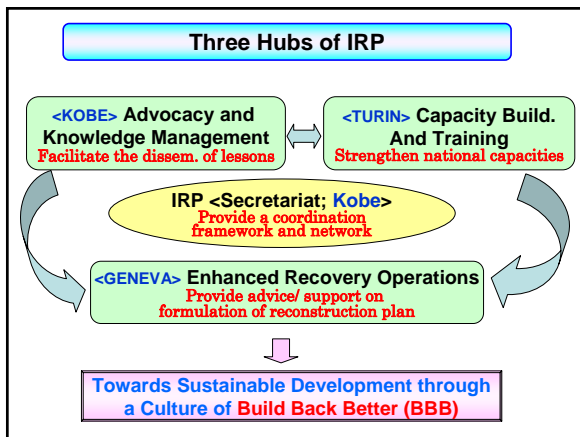 Three Hubs of IRP
<KOBE> Advocacy and
Knowledge Management
Facilitate the dissem. of lessons
<TURIN> Capacity Build.
And Training
Strengthen national capacities
IRP <Secretariat; Kobe>
Provide a coordination
framework and network
<GENEVA> Enhanced Recovery Operations
Provide advice/ support on
formulation of reconstruction plan
Towards Sustainable Development through
a Culture of Build Back Better (BBB)